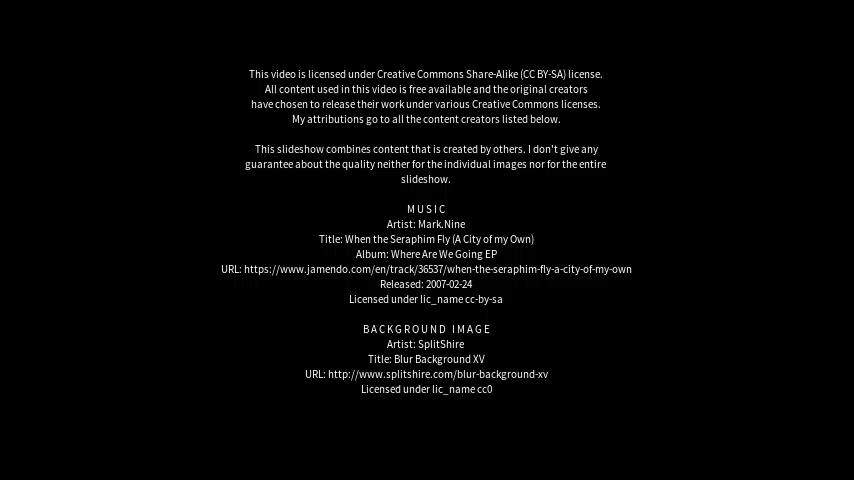 This video is licensed under Creative Commons Share-Alike (CC BY-SA) license.
All content used in this video is free available and the original creators
have chosen to release their work under various Creative Commons licenses.
My attributions go to all the content creators listed below.
This slideshow combines content that is created by others. I don't give any
guarantee about the quality neither for the individual images nor for the entire
slideshow.
MUSIC
Artist: Mark.Nine
Title: When the Seraphim Fly (A City of my Own)
Album: Where Are We Going EP
URL: https://www.jamendo.com/en/track/36537/when-the-seraphim-fly-a-city-of-my-own
Released: 2007-02-24
Licensed under lic_name cc-by-sa
BACKGROUND IMAGE
Artist: SplitShire
Title: Blur Background XV
URL: http://www.splitshire.com/blur-background-xv
Licensed under lic_name cc0